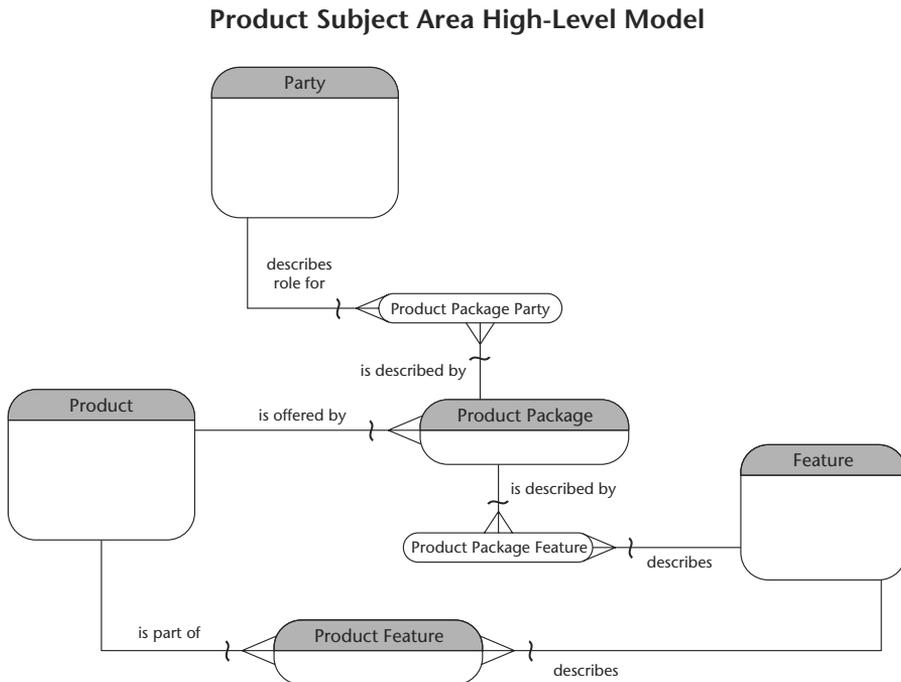 Product Subject Area High-Level Model
Party
describes
role for
Product Package Party
is described by
Product
is offered by
Product Package
Feature
is described by
Product Package Feature
describes
is part of
Product Feature
describes